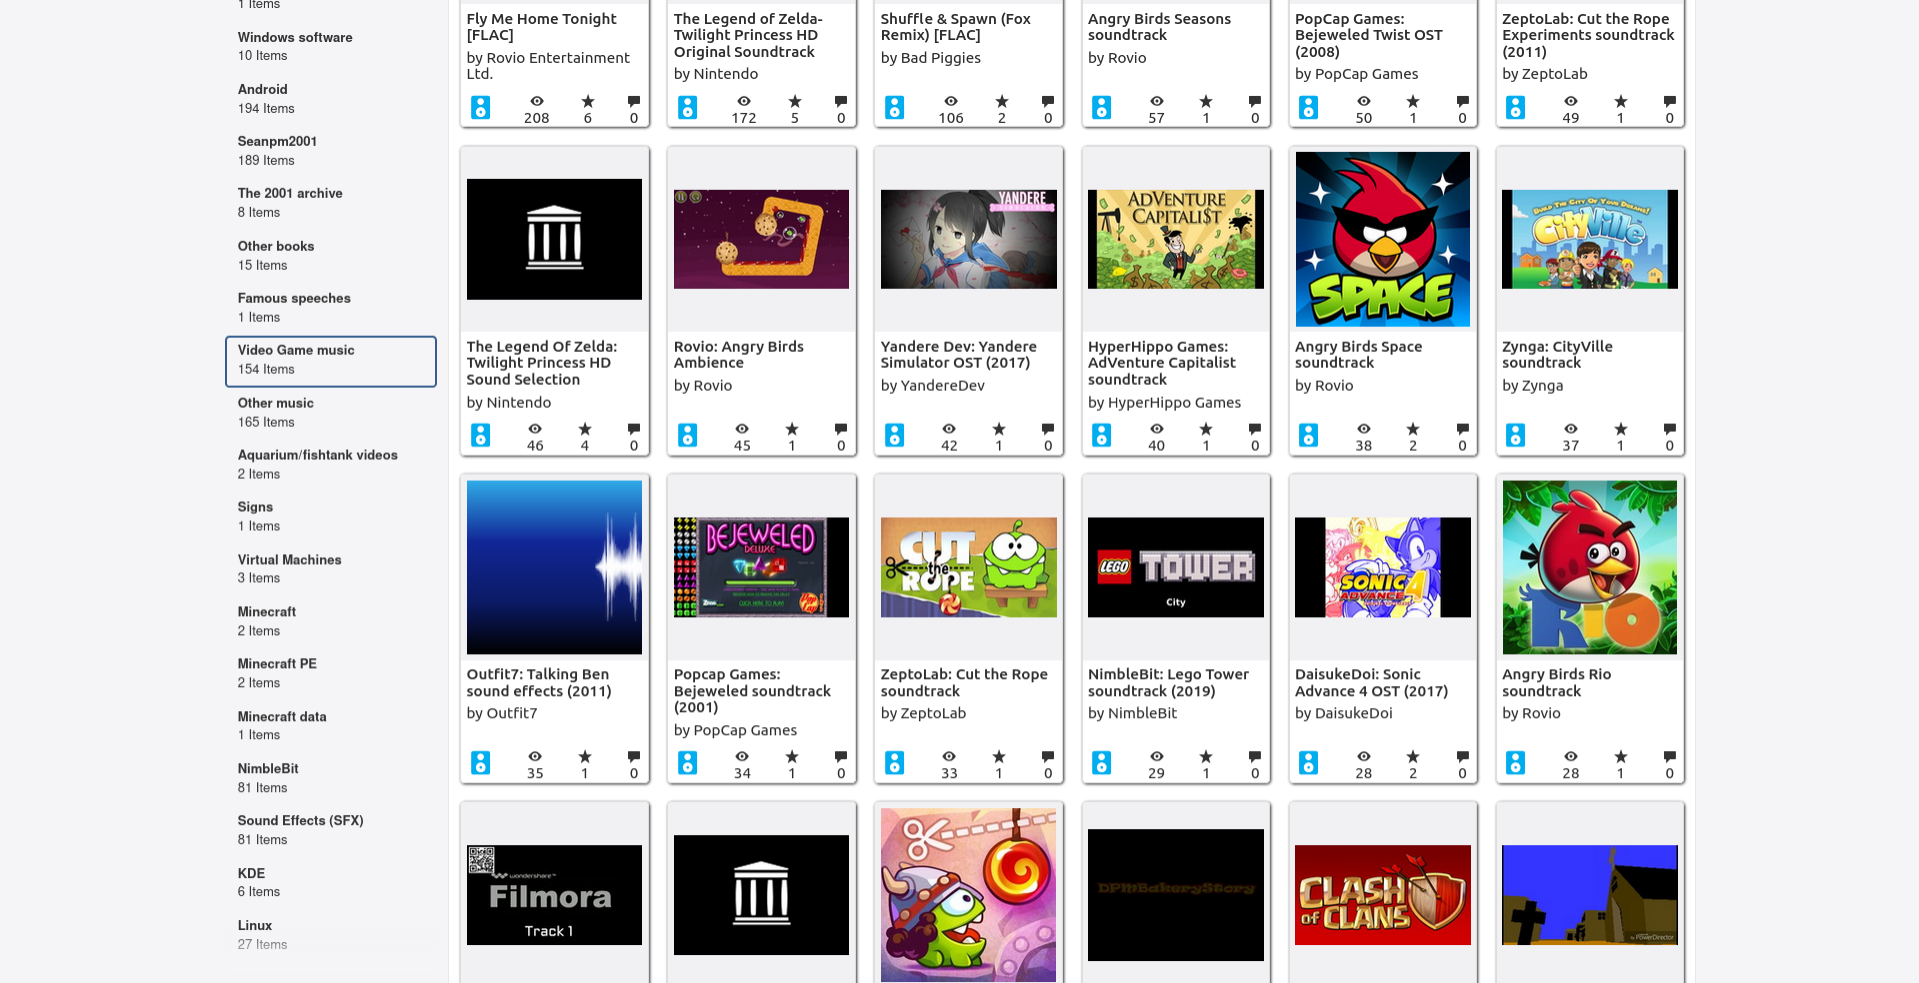 1 Items
Windows software
10 Items
Android
194 Items
Seanpm2001
189 Items
The 2001 archive
8 Items
Other books
15 Items
Famous speeches
1 Items
Video Game music
154 Items
Other music
165 Items
Aquarium/fishtank videos
2 Items
Signs
1 Items
Virtual Machines
3 Items
Minecraft
2 Items
Minecraft PE
2 Items
Minecraft data
1 Items
NimbleBit
81 Items
Sound Effects (SFX)
81 Items
KDE
6 Items
Linux
27 Items
Fly Me Home Tonight
[FLAC]
by Rovio Entertainment
Ltd.
208 6 0
The Legend of Zelda-
Twilight Princess HD
Original Soundtrack
by Nintendo
172 5 0
Shuffle & Spawn (Fox
Remix) [FLAC]
by Bad Piggies
106 2 0
Angry Birds Seasons
soundtrack
by Rovio
57 1 0
PopCap Games:
Bejeweled Twist OST
(2008)
by PopCap Games
50 1 0
ZeptoLab: Cut the Rope
Experiments soundtrack
(2011)
by ZeptoLab
49 1 0
The Legend Of Zelda:
Twilight Princess HD
Sound Selection
by Nintendo
46 4 0
Rovio: Angry Birds
Ambience
by Rovio
45 1 0
YANDERE
Yandere Dev: Yandere
Simulator OST (2017)
by YandereDev
42 1 0
ADVENTURE
CAPITALI$T
HyperHippo Games:
AdVenture Capitalist
soundtrack
by HyperHippo Games
40 1 0
SPACE
Angry Birds Space
soundtrack
by Rovio
38 2 0
BUILD THE CITY OF YOUR DREAMS!
CityVille
Zynga: CityVille
soundtrack
by Zynga
37 1 0
Outfit7: Talking Ben
sound effects (2011)
by Outfit7
35 1 0
BEJEWELED
DELUXE
CLICK HERE TO PLAY!
Popcap Games:
Bejeweled soundtrack
(2001)
by PopCap Games
34 1 0
CUT
the
ROPE
ZeptoLab: Cut the Rope
soundtrack
by ZeptoLab
33 1 0
LEGO TOWER
City
NimbleBit: Lego Tower
soundtrack (2019)
by NimbleBit
29 1 0
SONIC
ADVANCE 4
DaisukeDoi: Sonic
Advance 4 OST (2017)
by DaisukeDoi
28 2 0
RIO
Angry Birds Rio
soundtrack
by Rovio
28 1 0
wondershare™
Filmora
Track 1
DPMBakeryStory
CLASH
OF CLANS
by PowerDirector